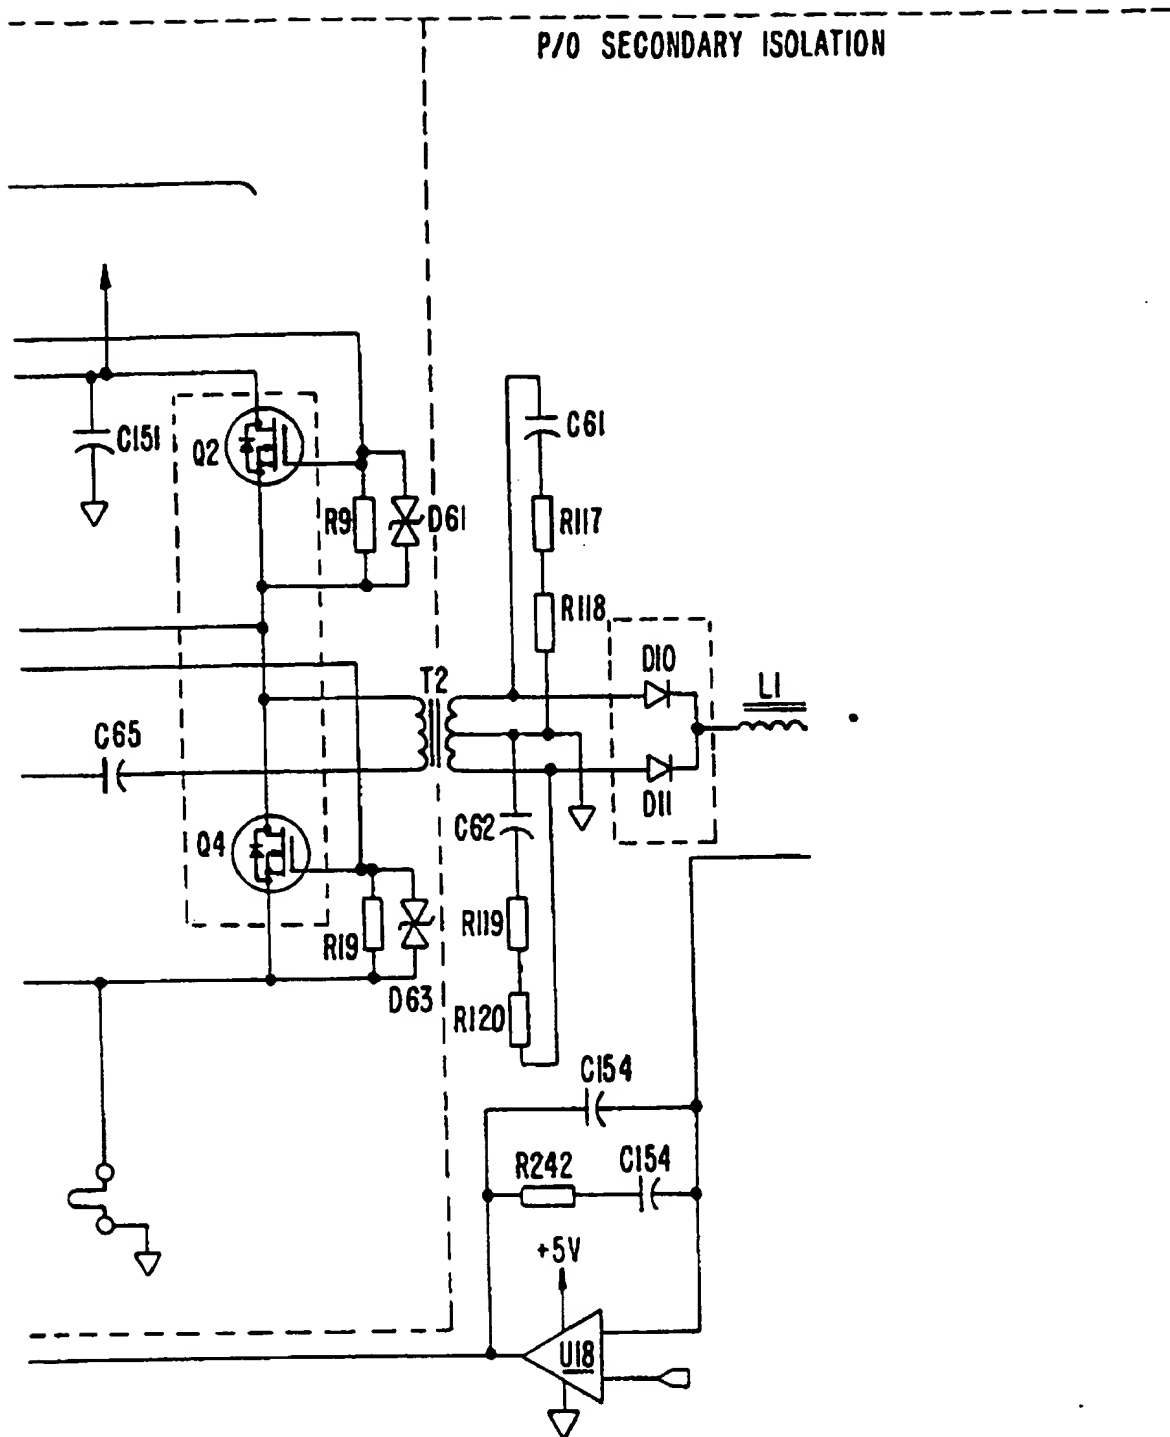 P/O SECONDARY ISOLATION
C61
C151
Q2
R9
D61
R117
R118
D10
T2
L1
C65
D11
C62
Q4
R119
R19
D63
R120
C154
R242
C154
+5V
U18